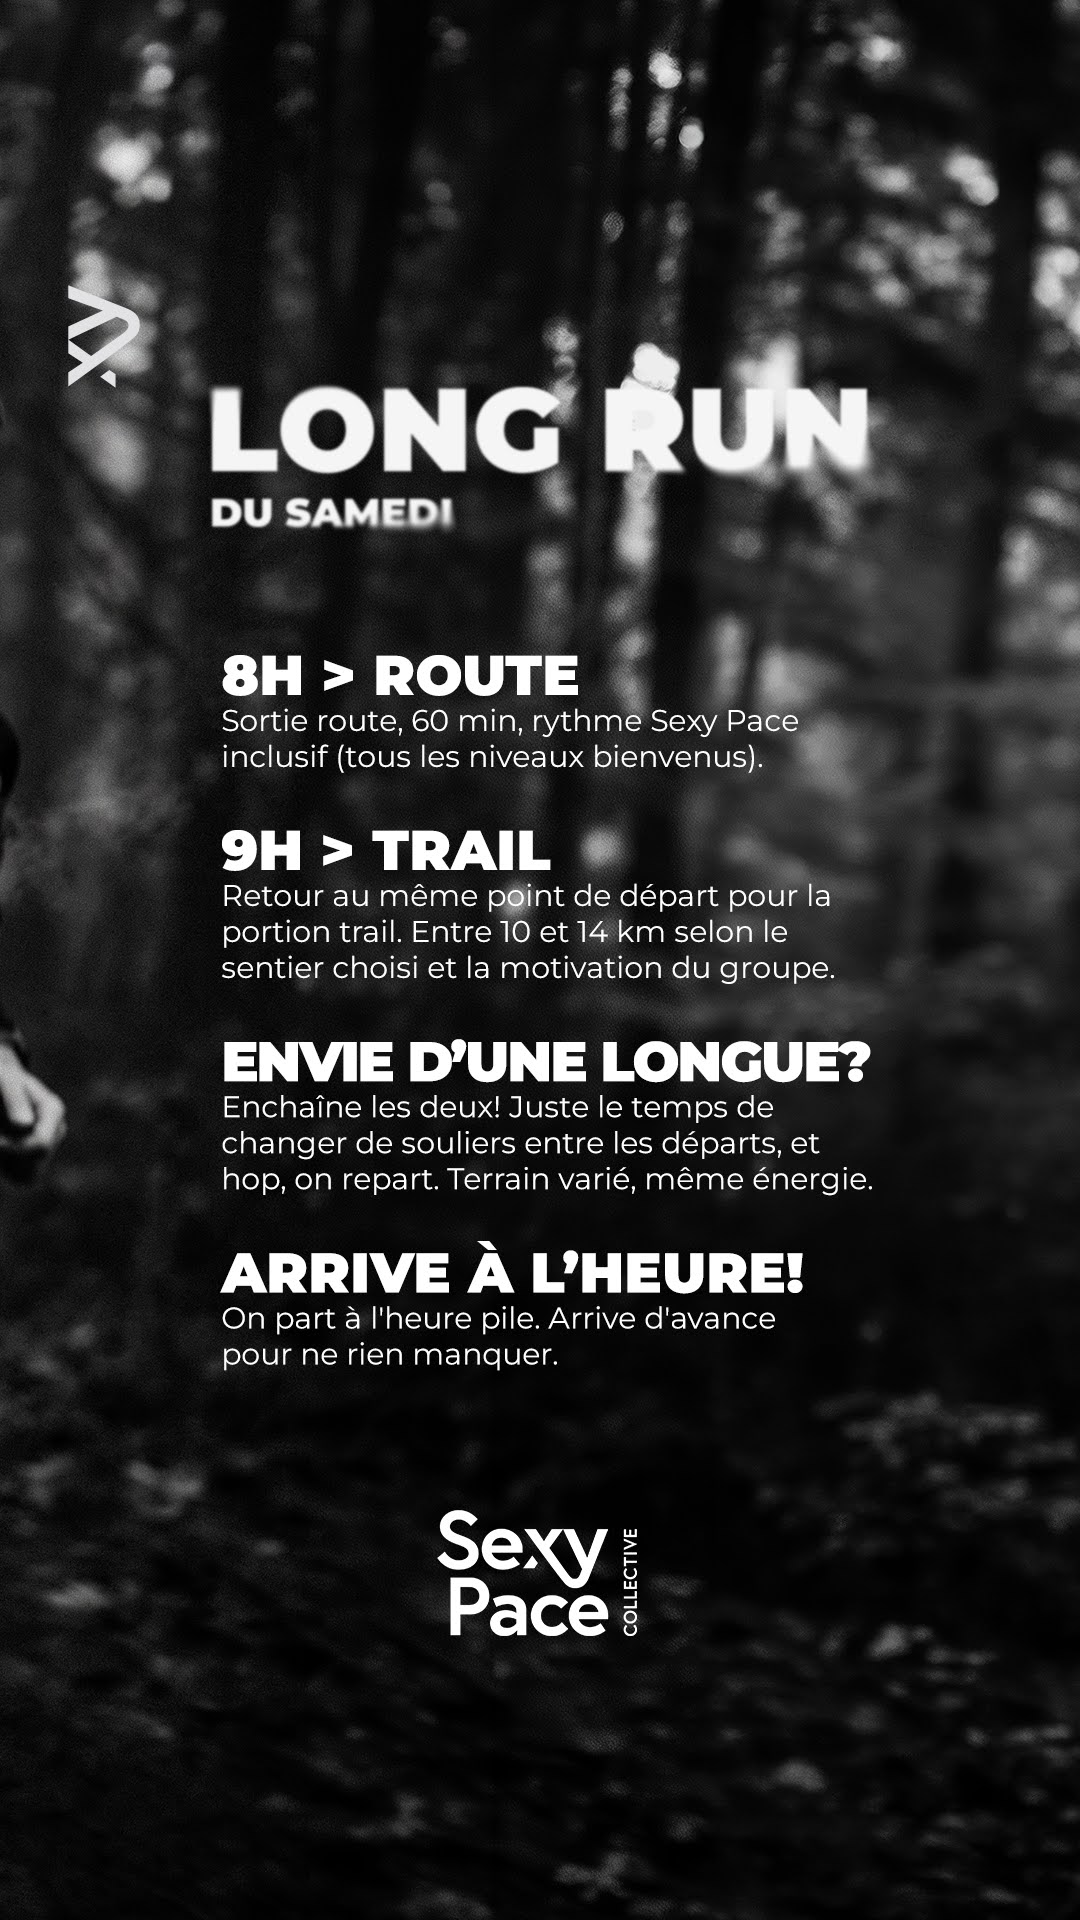 LONG RUN
DU SAMEDI
8H > ROUTE
Sortie route, 60 min, rythme Sexy Pace
inclusif (tous les niveaux bienvenus).
9H > TRAIL
Retour au même point de départ pour la
portion trail. Entre 10 et 14 km selon le
sentier choisi et la motivation du groupe.
ENVIE D’UNE LONGUE?
Enchaîne les deux! Juste le temps de
changer de souliers entre les départs, et
hop, on repart. Terrain varié, même énergie.
ARRIVE À L’HEURE!
On part à l'heure pile. Arrive d'avance
pour ne rien manquer.
Sexy
Pace
COLLECTIVE